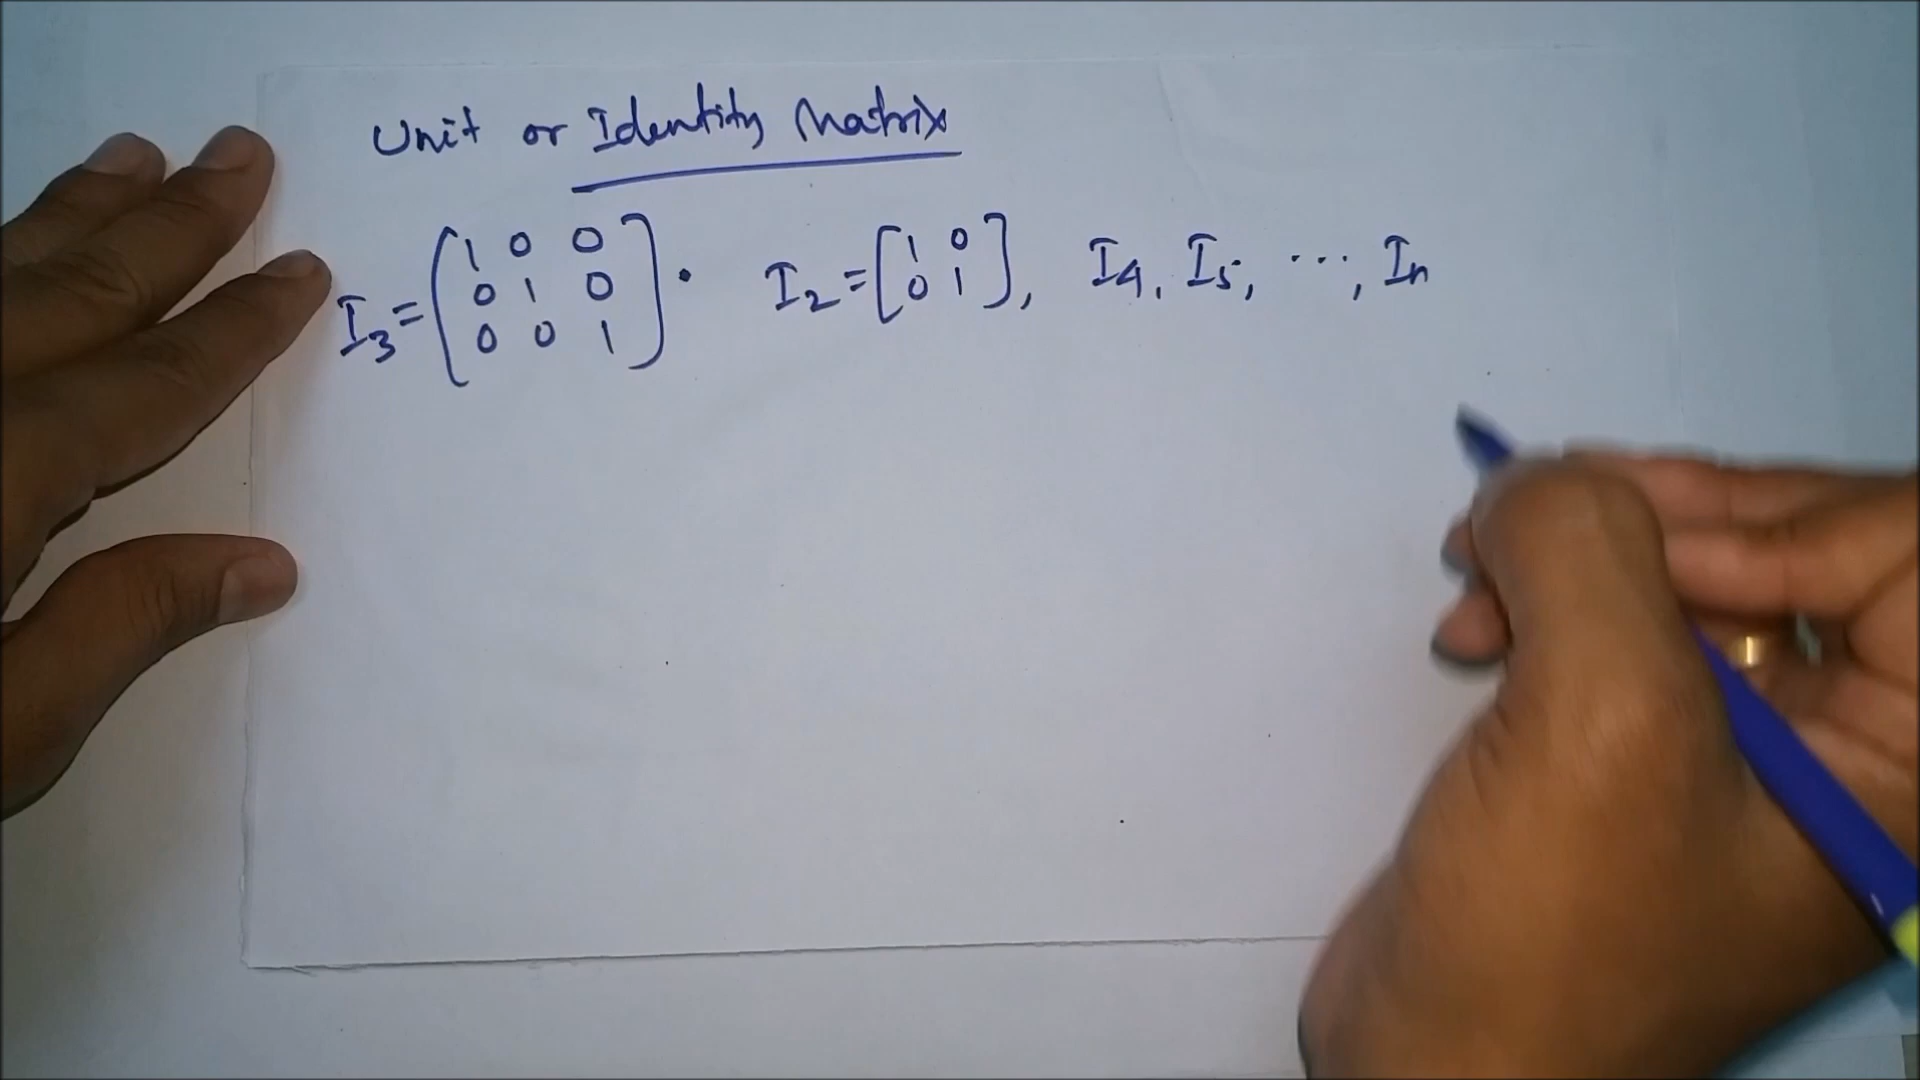 Unit or Identity Matrix
I₃ = [1 0 0
0 1 0
0 0 1] . I₂ = [1 0
0 1], I₄, I₅, ..., Iₙ